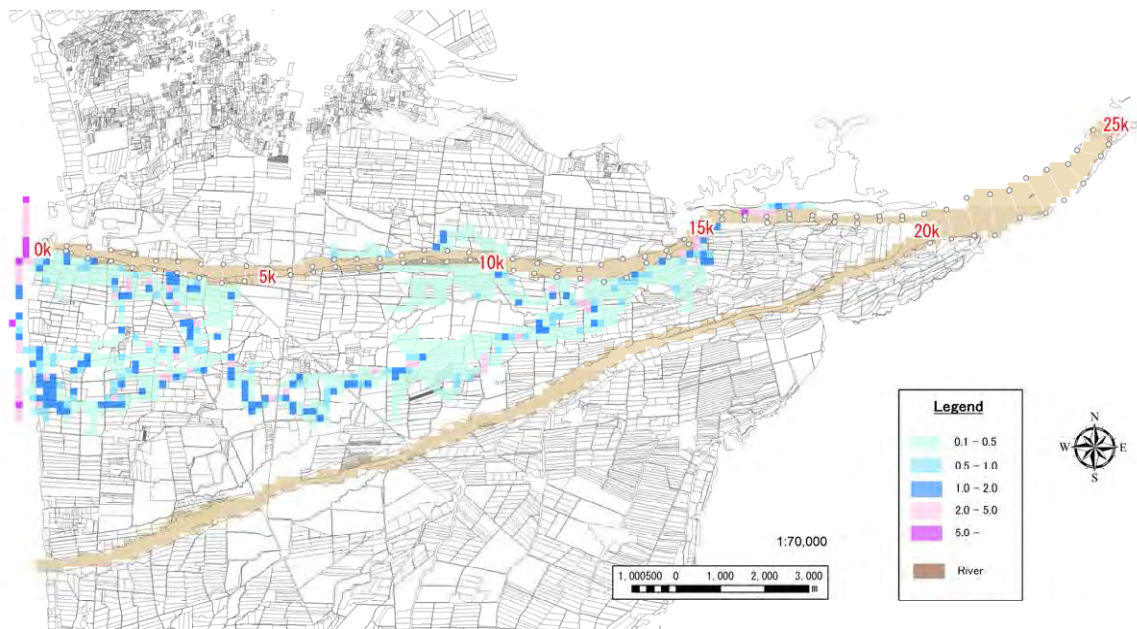 25k
15k
20k
0k
10k
5k
Legend
0.1 - 0.5
0.5 - 1.0
1.0 - 2.0
2.0 - 5.0
5.0 -
River
N
W E
S
1:70,000
1,000500 0 1,000 2,000 3,000
m